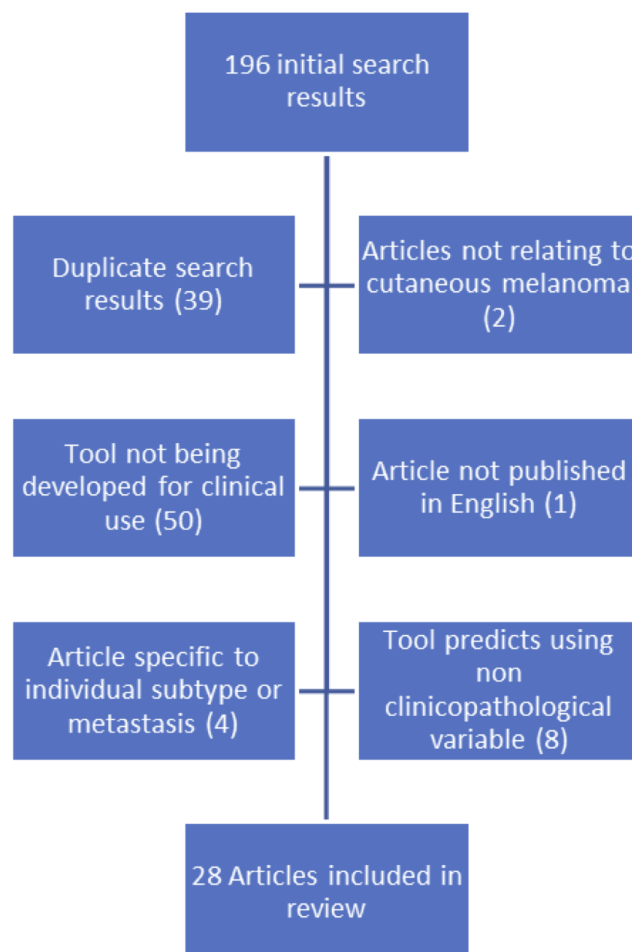 196 initial search
results
Duplicate search
results (39)
Articles not relating to
cutaneous melanoma
(2)
Tool not being
developed for clinical
use (50)
Article not published
in English (1)
Article specific to
individual subtype or
metastasis (4)
Tool predicts using
non
clinicopathological
variable (8)
28 Articles included in
review